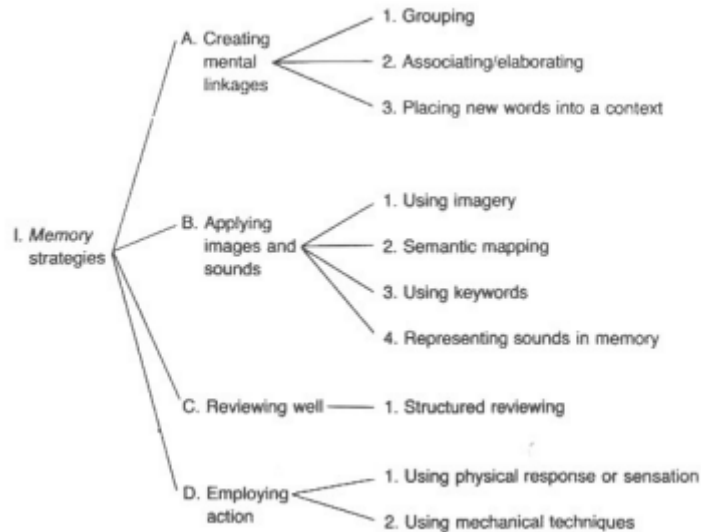 A. Creating
mental
linkages
1. Grouping
2. Associating/elaborating
3. Placing new words into a context
I. Memory
strategies
B. Applying
images and
sounds
1. Using imagery
2. Semantic mapping
3. Using keywords
4. Representing sounds in memory
C. Reviewing well
1. Structured reviewing
D. Employing
action
1. Using physical response or sensation
2. Using mechanical techniques